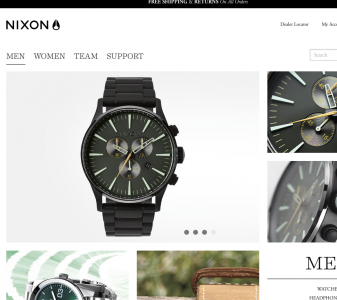 FREE SHIPPING & RETURNS On All Orders
NIXON
Dealer Locator My Acc
MEN WOMEN TEAM SUPPORT
Search
ME
WATCHE
HEADPHON